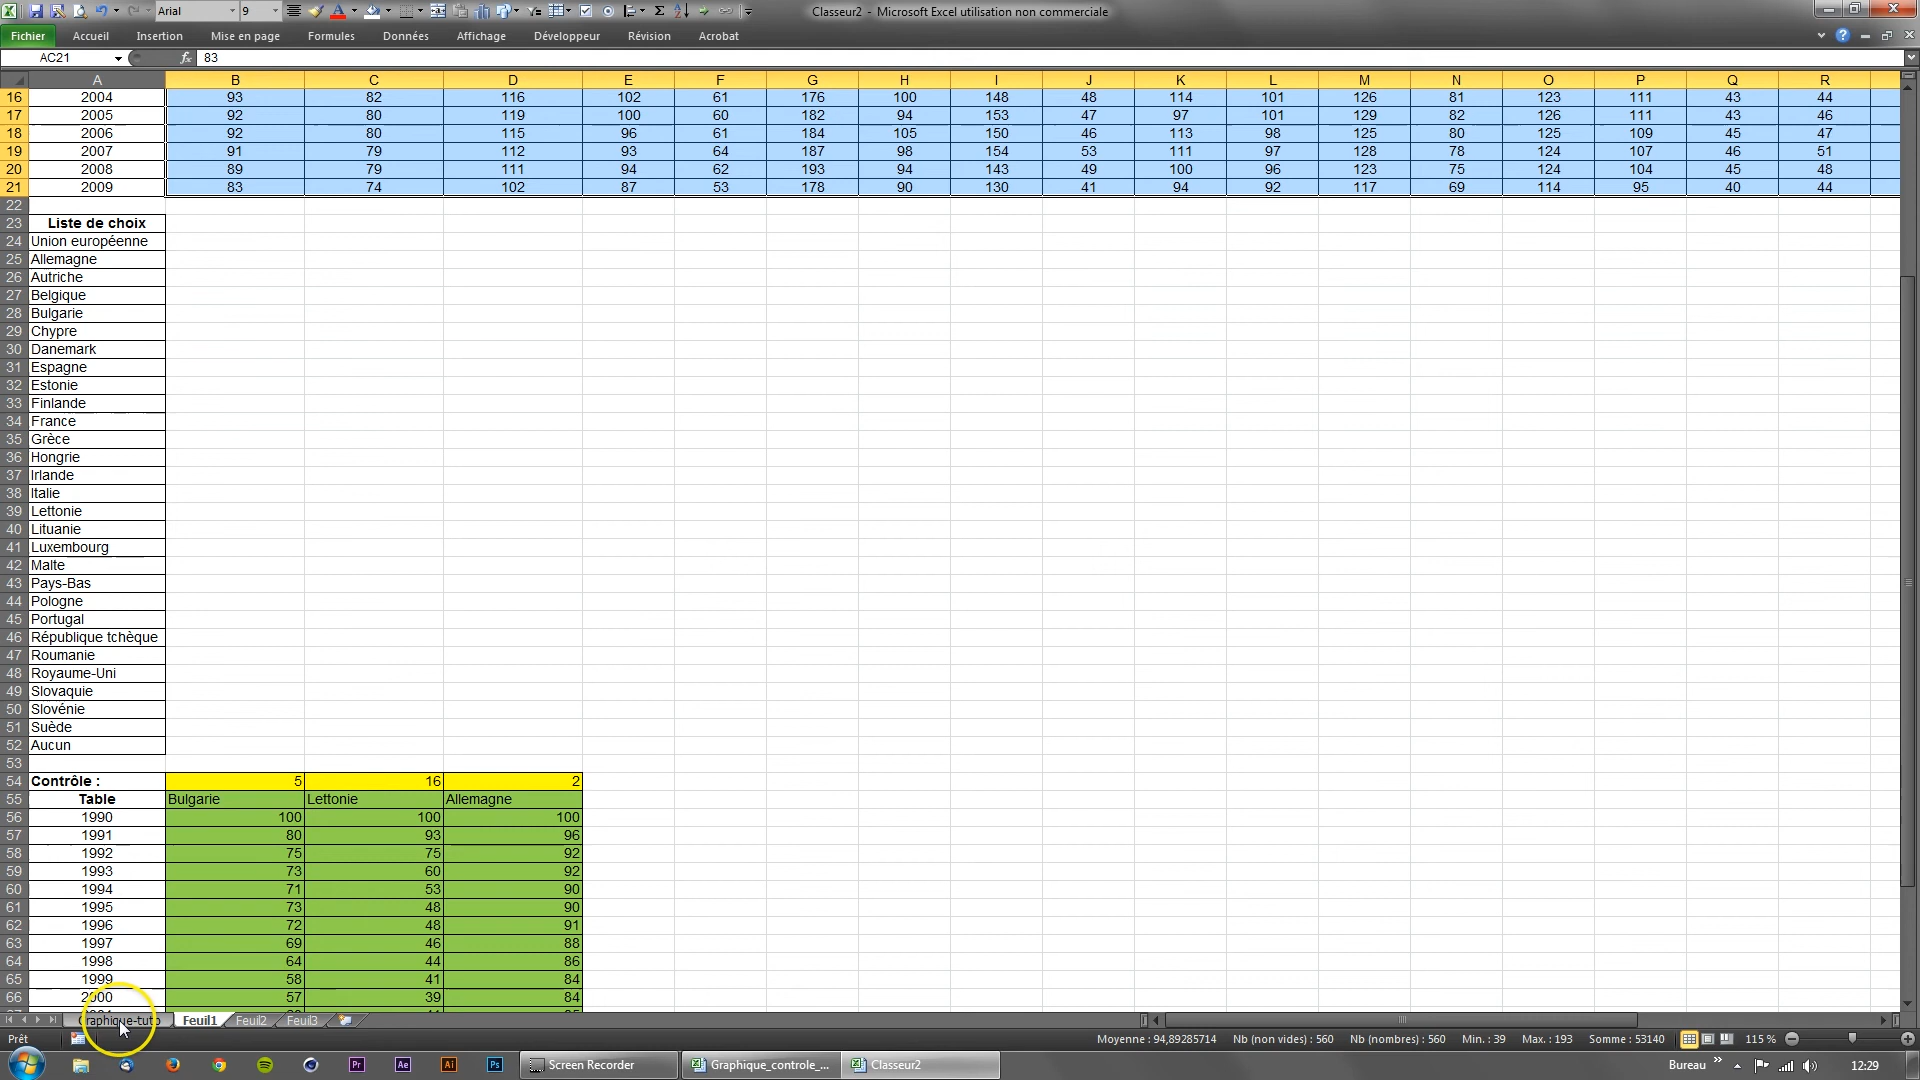 Arial 9
Classeur2 - Microsoft Excel utilisation non commerciale
Fichier Accueil Insertion Mise en page Formules Données Affichage Développeur Révision Acrobat
AC21 fx 83
A B C D E F G H I J K L M N O P Q R
16 2004 93 82 116 102 61 176 100 148 48 114 101 126 81 123 111 43 44
17 2005 92 80 119 100 60 182 94 153 47 97 101 129 82 126 111 43 46
18 2006 92 80 115 96 61 184 105 150 46 113 98 125 80 125 109 45 47
19 2007 91 79 112 93 64 187 98 154 53 111 97 128 78 124 107 46 51
20 2008 89 79 111 94 62 193 94 143 49 100 96 123 75 124 104 45 48
21 2009 83 74 102 87 53 178 90 130 41 94 92 117 69 114 95 40 44
22
23 Liste de choix
24 Union européenne
25 Allemagne
26 Autriche
27 Belgique
28 Bulgarie
29 Chypre
30 Danemark
31 Espagne
32 Estonie
33 Finlande
34 France
35 Grèce
36 Hongrie
37 Irlande
38 Italie
39 Lettonie
40 Lituanie
41 Luxembourg
42 Malte
43 Pays-Bas
44 Pologne
45 Portugal
46 République tchèque
47 Roumanie
48 Royaume-Uni
49 Slovaquie
50 Slovénie
51 Suède
52 Aucun
53
54 Contrôle : 5 16 2
55 Table Bulgarie Lettonie Allemagne
56 1990 100 100 100
57 1991 80 93 96
58 1992 75 75 92
59 1993 73 60 92
60 1994 71 53 90
61 1995 73 48 90
62 1996 72 48 91
63 1997 69 46 88
64 1998 64 44 86
65 1999 58 41 84
66 2000 57 39 84
Graphique-tuto Feuil1 Feuil2 Feuil3
Prêt Moyenne : 94,89285714 Nb (non vides) : 560 Nb (nombres) : 560 Min. : 39 Max. : 193 Somme : 53140 115 %
Pr Ae Ai Ps Screen Recorder Graphique_controle_... Classeur2 Bureau 12:29